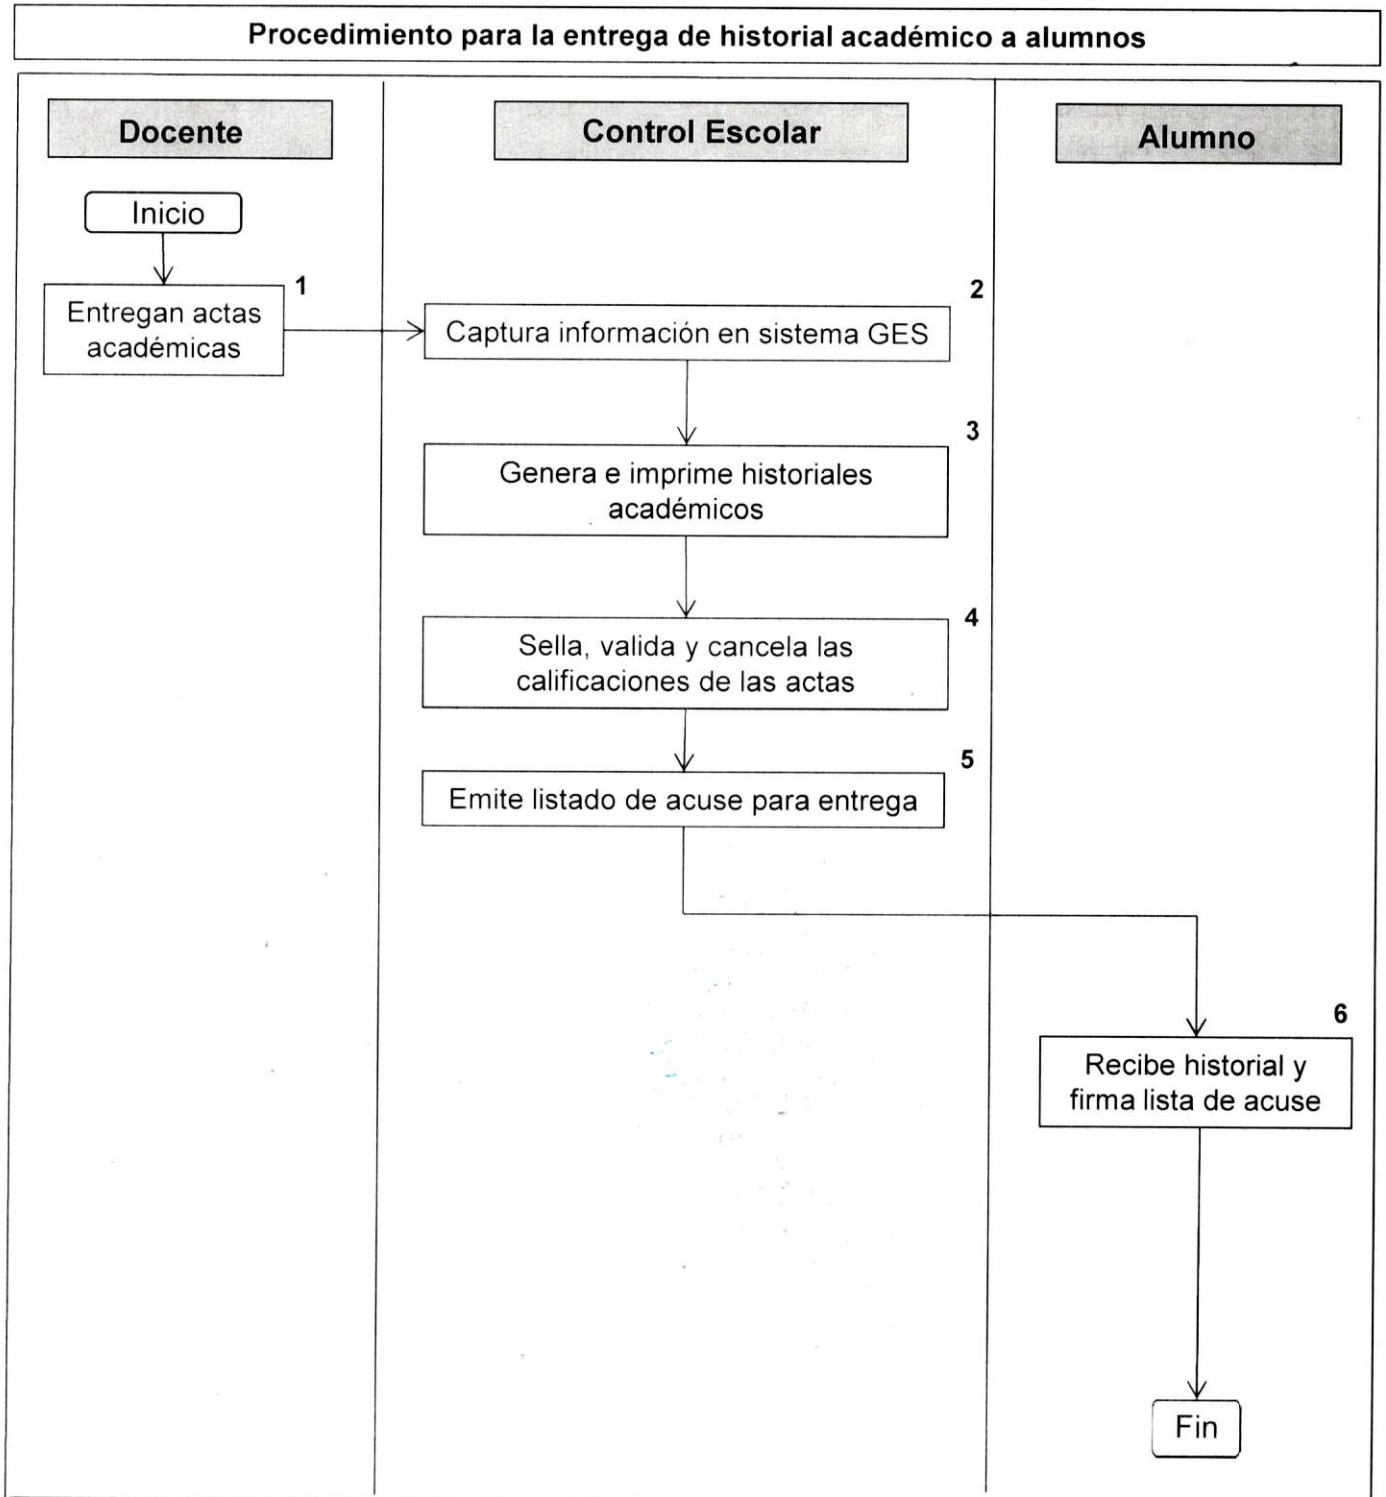 Procedimiento para la entrega de historial académico a alumnos
Docente
Control Escolar
Alumno
Inicio
1
Entregan actas
académicas
2
Captura información en sistema GES
3
Genera e imprime historiales
académicos
4
Sella, valida y cancela las
calificaciones de las actas
5
Emite listado de acuse para entrega
6
Recibe historial y
firma lista de acuse
Fin